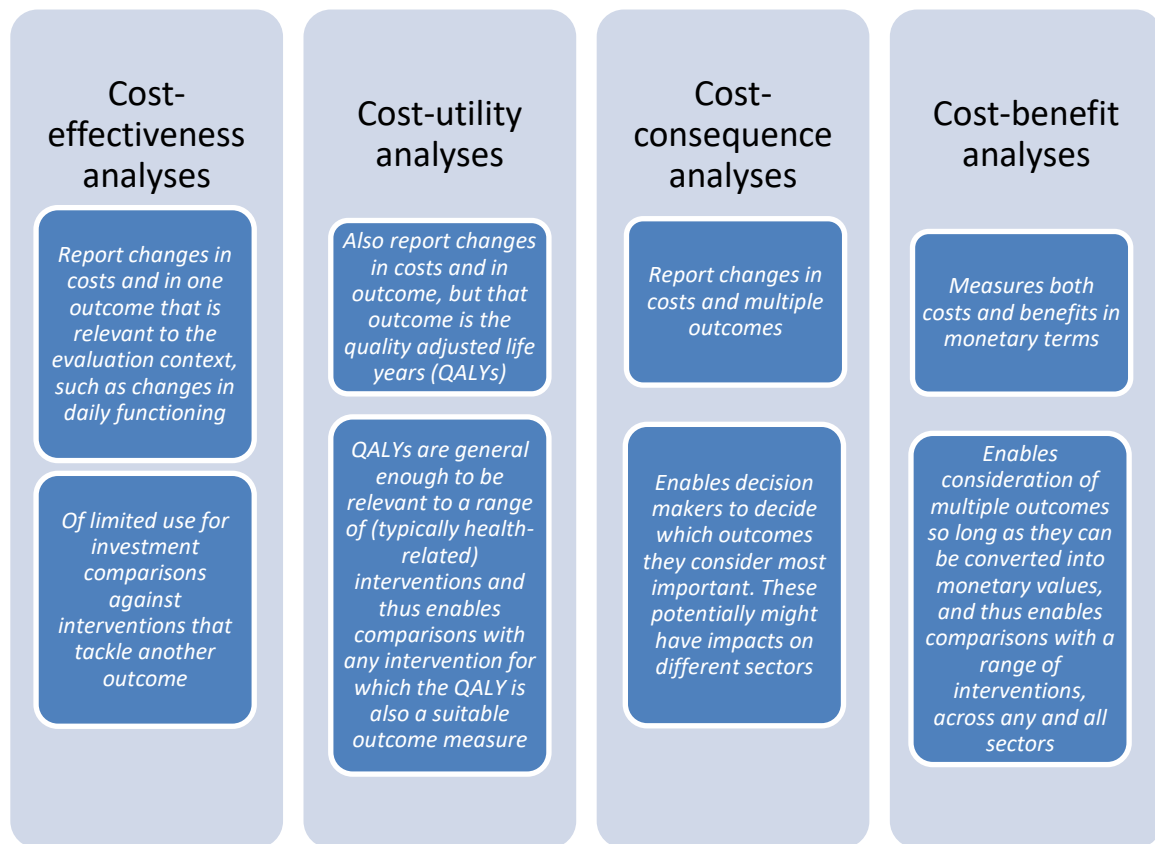 Cost-
effectiveness
analyses
Report changes in
costs and in one
outcome that is
relevant to the
evaluation context,
such as changes in
daily functioning
Of limited use for
investment
comparisons
against
interventions that
tackle another
outcome
Cost-utility
analyses
Also report changes
in costs and in
outcome, but that
outcome is the
quality adjusted life
years (QALYs)
QALYs are general
enough to be
relevant to a range
of (typically health-
related)
interventions and
thus enables
comparisons with
any intervention for
which the QALY is
also a suitable
outcome measure
Cost-
consequence
analyses
Report changes in
costs and multiple
outcomes
Enables decision
makers to decide
which outcomes
they consider most
important. These
potentially might
have impacts on
different sectors
Cost-benefit
analyses
Measures both
costs and benefits in
monetary terms
Enables
consideration of
multiple outcomes
so long as they can
be converted into
monetary values,
and thus enables
comparisons with a
range of
interventions,
across any and all
sectors